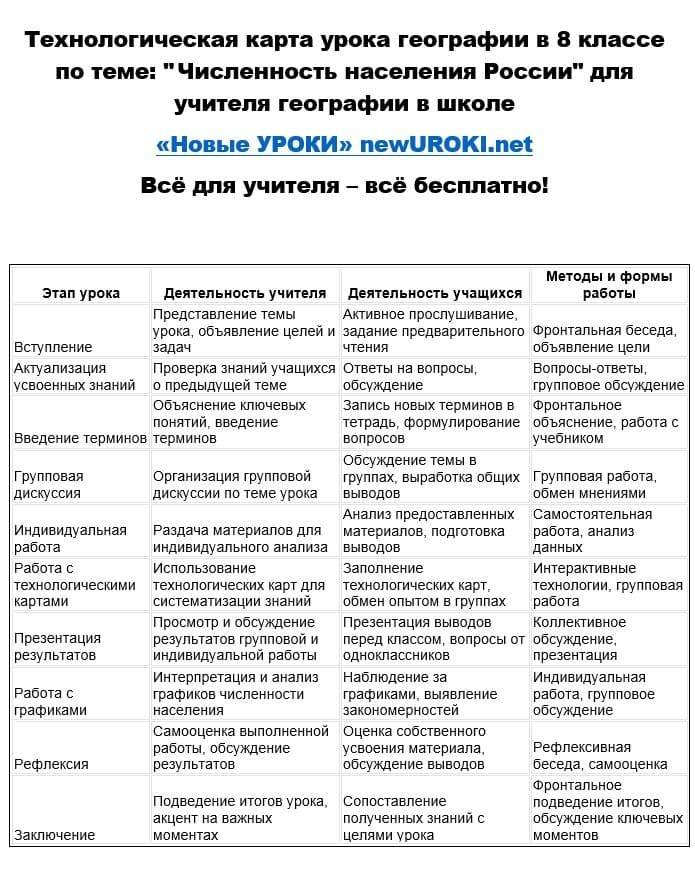 Технологическая карта урока географии в 8 классе
по теме: "Численность населения России" для
учителя географии в школе
«Новые УРОКИ» newUROKI.net
Всё для учителя – всё бесплатно!
Этап урока
Деятельность учителя
Деятельность учащихся
Методы и формы
работы
Вступление
Представление темы
урока, объявление целей и
задач
Активное прослушивание,
задание предварительного
чтения
Фронтальная беседа,
объявление цели
Актуализация
усвоенных знаний
Проверка знаний учащихся
о предыдущей теме
Ответы на вопросы,
обсуждение
Вопросы-ответы,
групповое обсуждение
Введение терминов
Объяснение ключевых
понятий, введение
терминов
Запись новых терминов в
тетрадь, формулирование
вопросов
Фронтальное
объяснение, работа с
учебником
Групповая
дискуссия
Организация групповой
дискуссии по теме урока
Обсуждение темы в
группах, выработка общих
выводов
Групповая работа,
обмен мнениями
Индивидуальная
работа
Раздача материалов для
индивидуального анализа
Анализ предоставленных
материалов, подготовка
выводов
Самостоятельная
работа, анализ
данных
Работа с
технологическими
картами
Использование
технологических карт для
систематизации знаний
Заполнение
технологических карт,
обмен опытом в группах
Интерактивные
технологии, групповая
работа
Презентация
результатов
Просмотр и обсуждение
результатов групповой и
индивидуальной работы
Презентация выводов
перед классом, вопросы от
одноклассников
Коллективное
обсуждение,
презентация
Работа с
графиками
Интерпретация и анализ
графиков численности
населения
Наблюдение за
графиками, выявление
закономерностей
Индивидуальная
работа, групповое
обсуждение
Рефлексия
Самооценка выполненной
работы, обсуждение
результатов
Оценка собственного
усвоения материала,
обсуждение выводов
Рефлексивная
беседа, самооценка
Заключение
Подведение итогов урока,
акцент на важных
моментах
Сопоставление
полученных знаний с
целями урока
Фронтальное
подведение итогов,
обсуждение ключевых
моментов